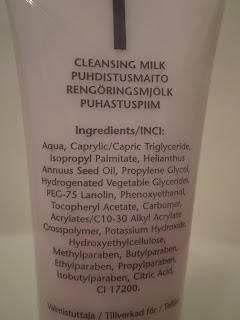 CLEANSING MILK
PUHDISTUSMAITO
RENGÖRINGSMJÖLK
PUHASTUSPIIM
Ingredients/INCI:
Aqua, Caprylic/Capric Triglyceride,
Isopropyl Palmitate, Helianthus
Annuus Seed Oil, Propylene Glycol,
Hydrogenated Vegetable Glycerides,
PEG-75 Lanolin, Phenoxyethanol,
Tocopheryl Acetate, Carbomer,
Acrylates/C10-30 Alkyl Acrylate
Crosspolymer, Potassium Hydroxide,
Hydroxyethylcellulose,
Methylparaben, Butylparaben,
Ethylparaben, Propylparaben,
Isobutylparaben, Citric Acid,
CI 17200.
Valmistuttaja / Tillverkad för /